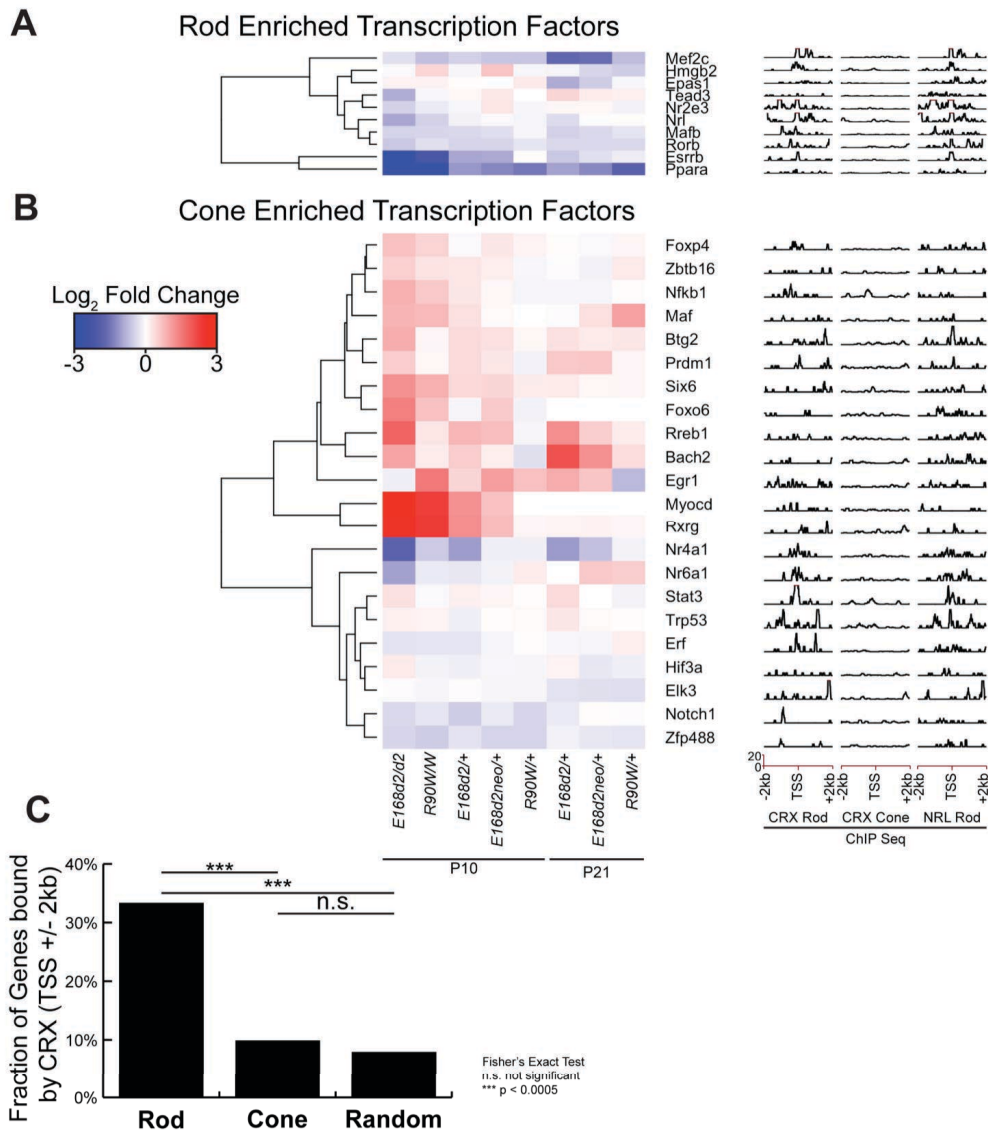 A
Rod Enriched Transcription Factors
Mef2c
Hmgb2
Epas1
Tead3
Nr2e3
Nrl
Mafb
Rorb
Esrrb
Ppara
B
Cone Enriched Transcription Factors
Log2 Fold Change
-3 0 3
Foxp4
Zbtb16
Nfkb1
Maf
Btg2
Prdm1
Six6
Foxo6
Rreb1
Bach2
Egr1
Myocd
Rxrg
Nr4a1
Nr6a1
Stat3
Trp53
Erf
Hif3a
Elk3
Notch1
Zfp488
E168d2/d2
R90W/W
E168d2/+
E168d2neo/+
R90W/+
E168d2/+
E168d2neo/+
R90W/+
P10
P21
20
0
-2kb TSS +2kb
-2kb TSS +2kb
-2kb TSS +2kb
CRX Rod CRX Cone NRL Rod
ChIP Seq
C
Fraction of Genes bound
by CRX (TSS +/- 2kb)
40%
30%
20%
10%
0%
***
***
n.s.
Rod Cone Random
Fisher's Exact Test
n.s. not significant
*** p < 0.0005